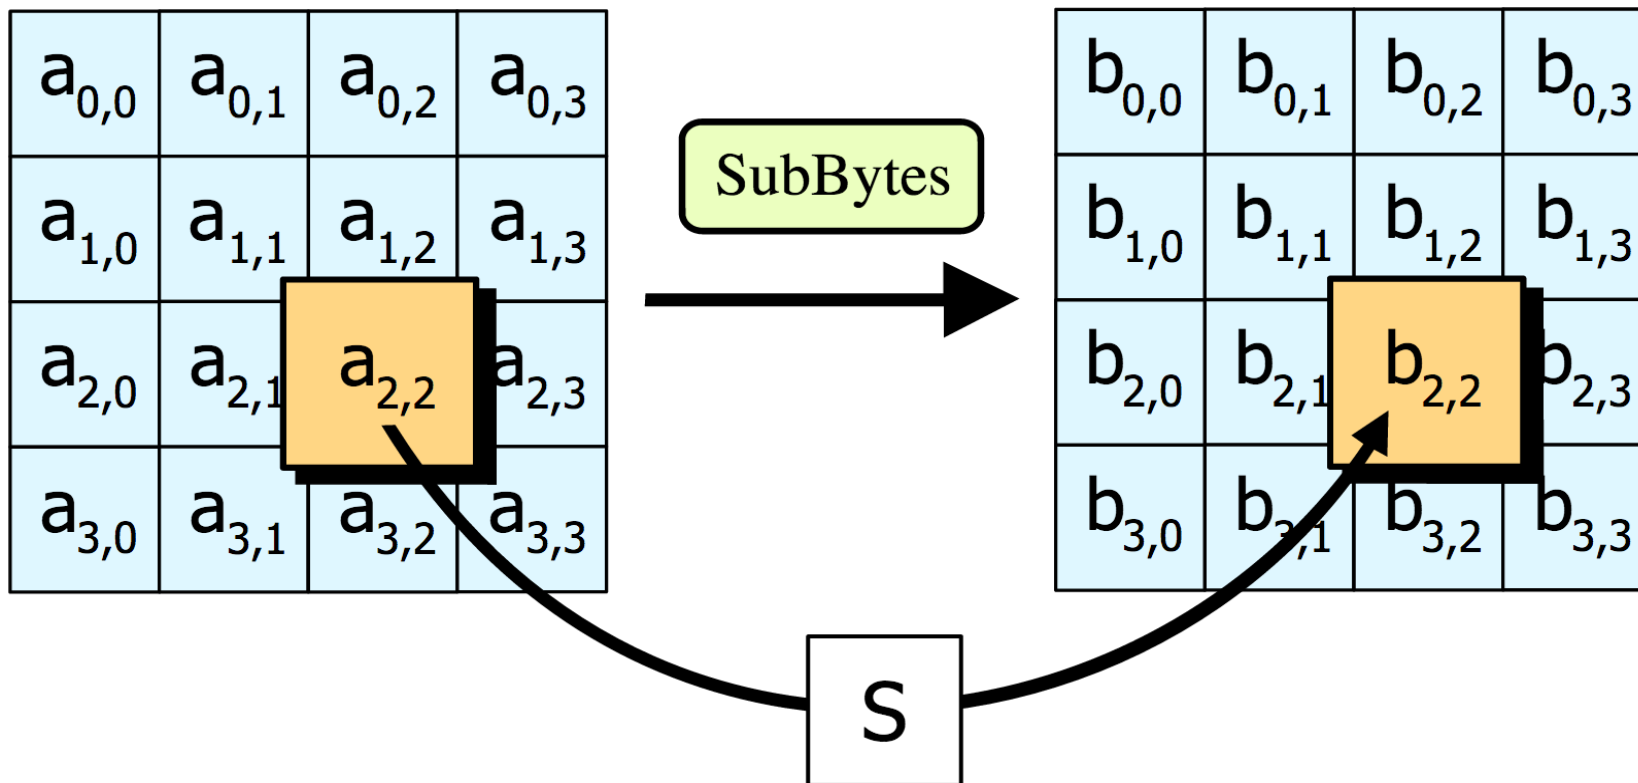 a0,0 a0,1 a0,2 a0,3
a1,0 a1,1 a1,2 a1,3
a2,0 a2,1 a2,2 a2,3
a3,0 a3,1 a3,2 a3,3
SubBytes
b0,0 b0,1 b0,2 b0,3
b1,0 b1,1 b1,2 b1,3
b2,0 b2,1 b2,2 b2,3
b3,0 b3,1 b3,2 b3,3
S